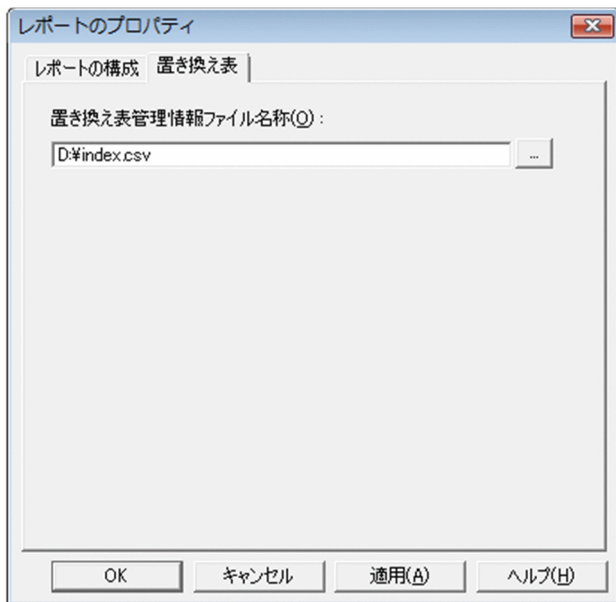 レポートのプロパティ
レポートの構成 置き換え表
置き換え表管理情報ファイル名称(O):
D:¥index.csv
...
OK キャンセル 適用(A) ヘルプ(H)